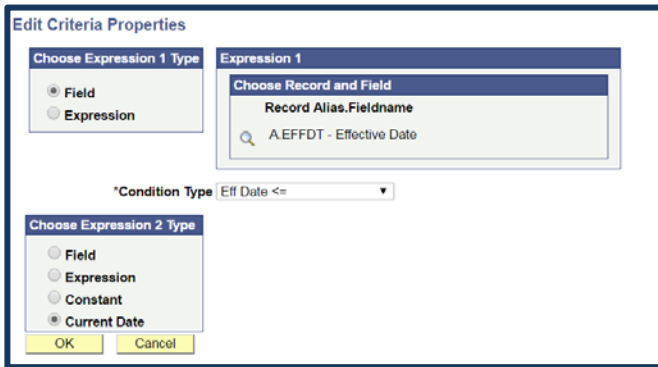 Edit Criteria Properties
Choose Expression 1 Type
Field
Expression
Expression 1
Choose Record and Field
Record Alias.Fieldname
A.EFFDT - Effective Date
*Condition Type Eff Date <=
Choose Expression 2 Type
Field
Expression
Constant
Current Date
OK Cancel